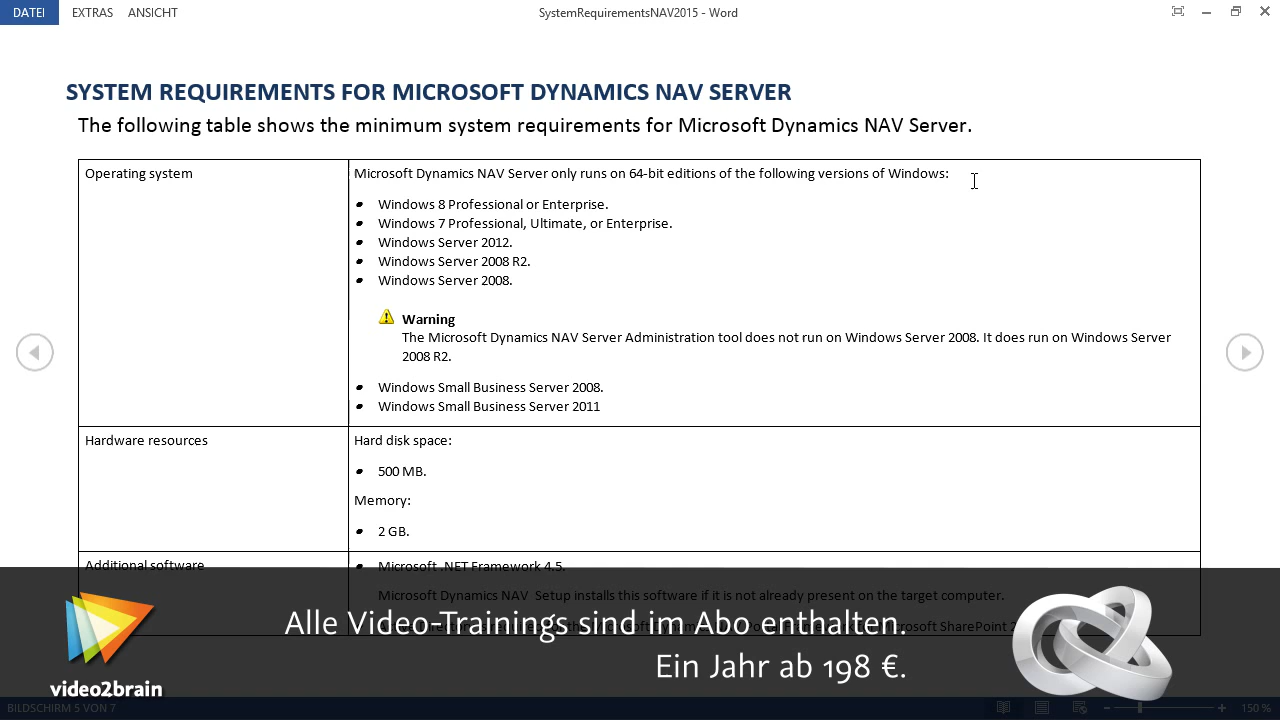 DATEI EXTRAS ANSICHT SystemRequirementsNAV2015 - Word
SYSTEM REQUIREMENTS FOR MICROSOFT DYNAMICS NAV SERVER
The following table shows the minimum system requirements for Microsoft Dynamics NAV Server.
Operating system
Microsoft Dynamics NAV Server only runs on 64-bit editions of the following versions of Windows:
Windows 8 Professional or Enterprise.
Windows 7 Professional, Ultimate, or Enterprise.
Windows Server 2012.
Windows Server 2008 R2.
Windows Server 2008.
Warning
The Microsoft Dynamics NAV Server Administration tool does not run on Windows Server 2008. It does run on Windows Server
2008 R2.
Windows Small Business Server 2008.
Windows Small Business Server 2011
Hardware resources
Hard disk space:
500 MB.
Memory:
2 GB.
Additional software
Microsoft .NET Framework 4.5.
Microsoft Dynamics NAV Setup installs this software if it is not already present on the target computer.
Microsoft SharePoint
Alle Video-Trainings sind im Abo enthalten.
Ein Jahr ab 198 €.
video2brain
BILDSCHIRM 5 VON 7
150 %